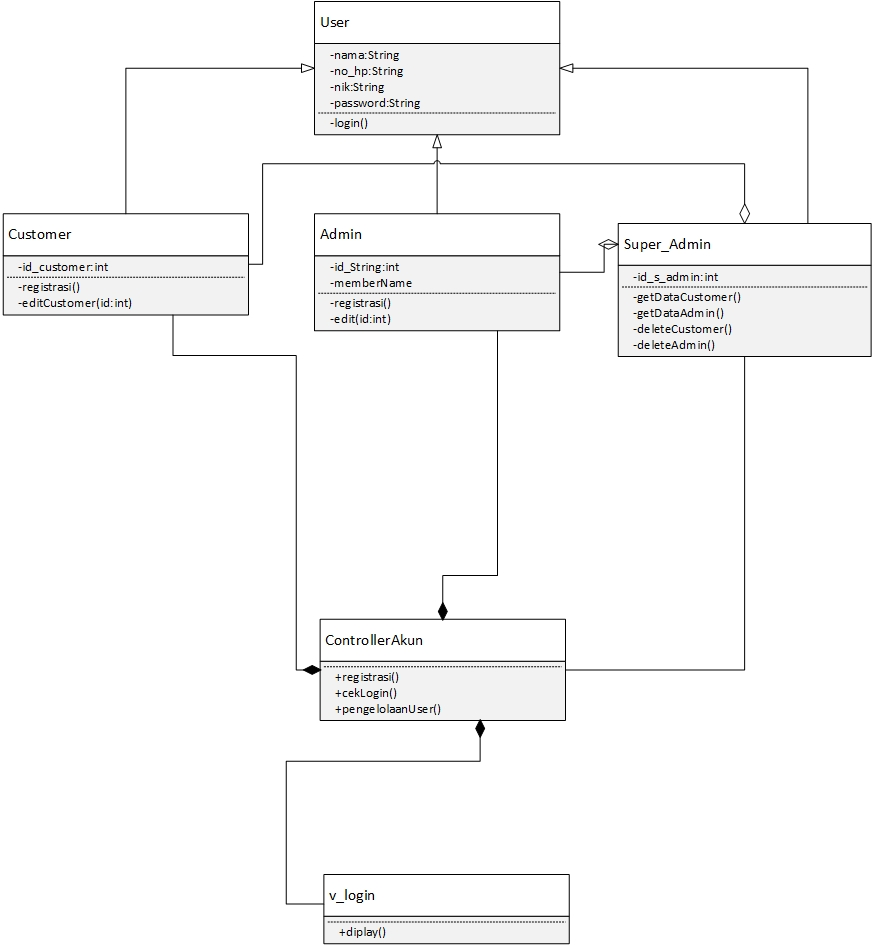 User
-nama:String
-no_hp:String
-nik:String
-password:String
-login()
Customer
-id_customer:int
-registrasi()
-editCustomer(id:int)
Admin
-id_String:int
-memberName
-registrasi()
-edit(id:int)
Super_Admin
-id_s_admin:int
-getDataCustomer()
-getDataAdmin()
-deleteCustomer()
-deleteAdmin()
ControllerAkun
+registrasi()
+cekLogin()
+pengelolaanUser()
v_login
+diplay()